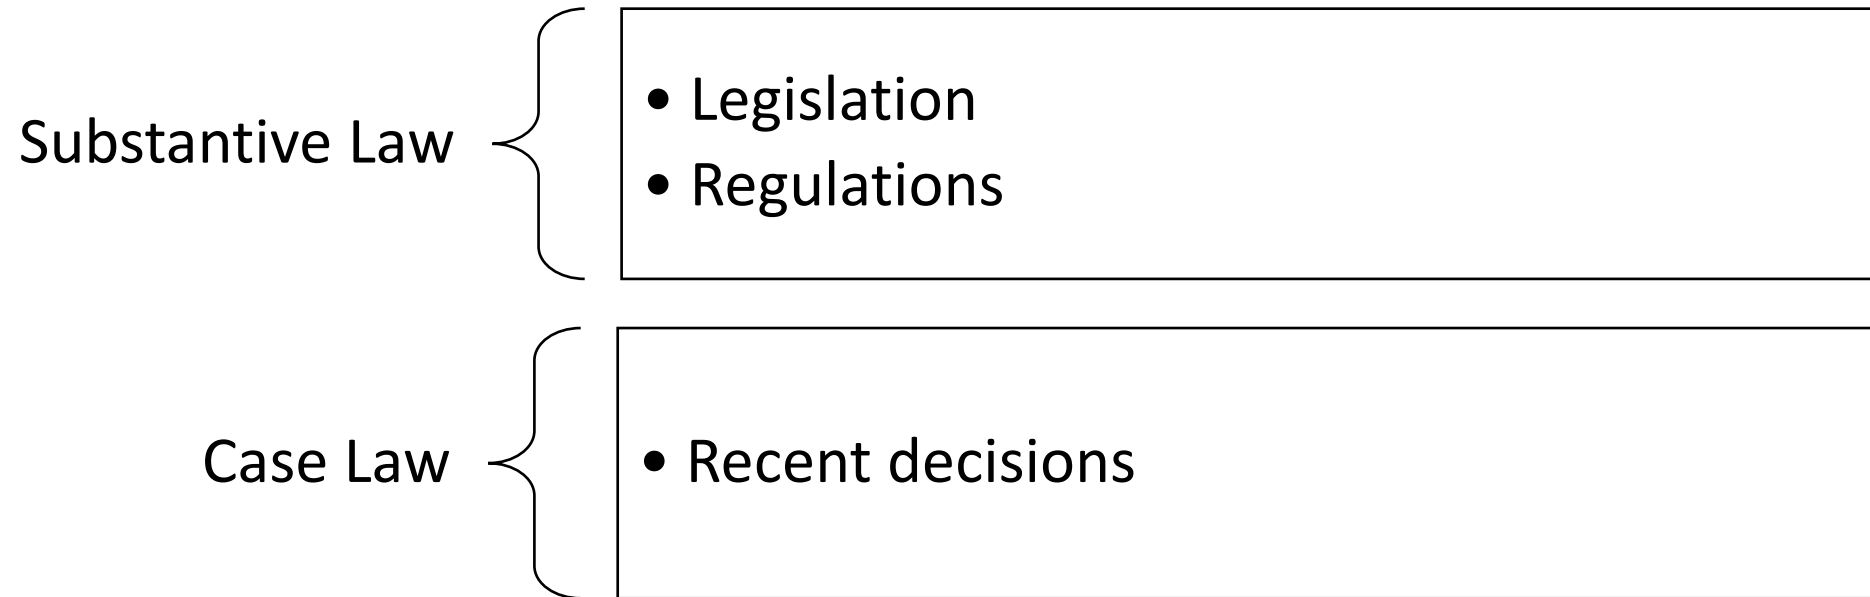 Substantive Law
• Legislation
• Regulations
Case Law
• Recent decisions